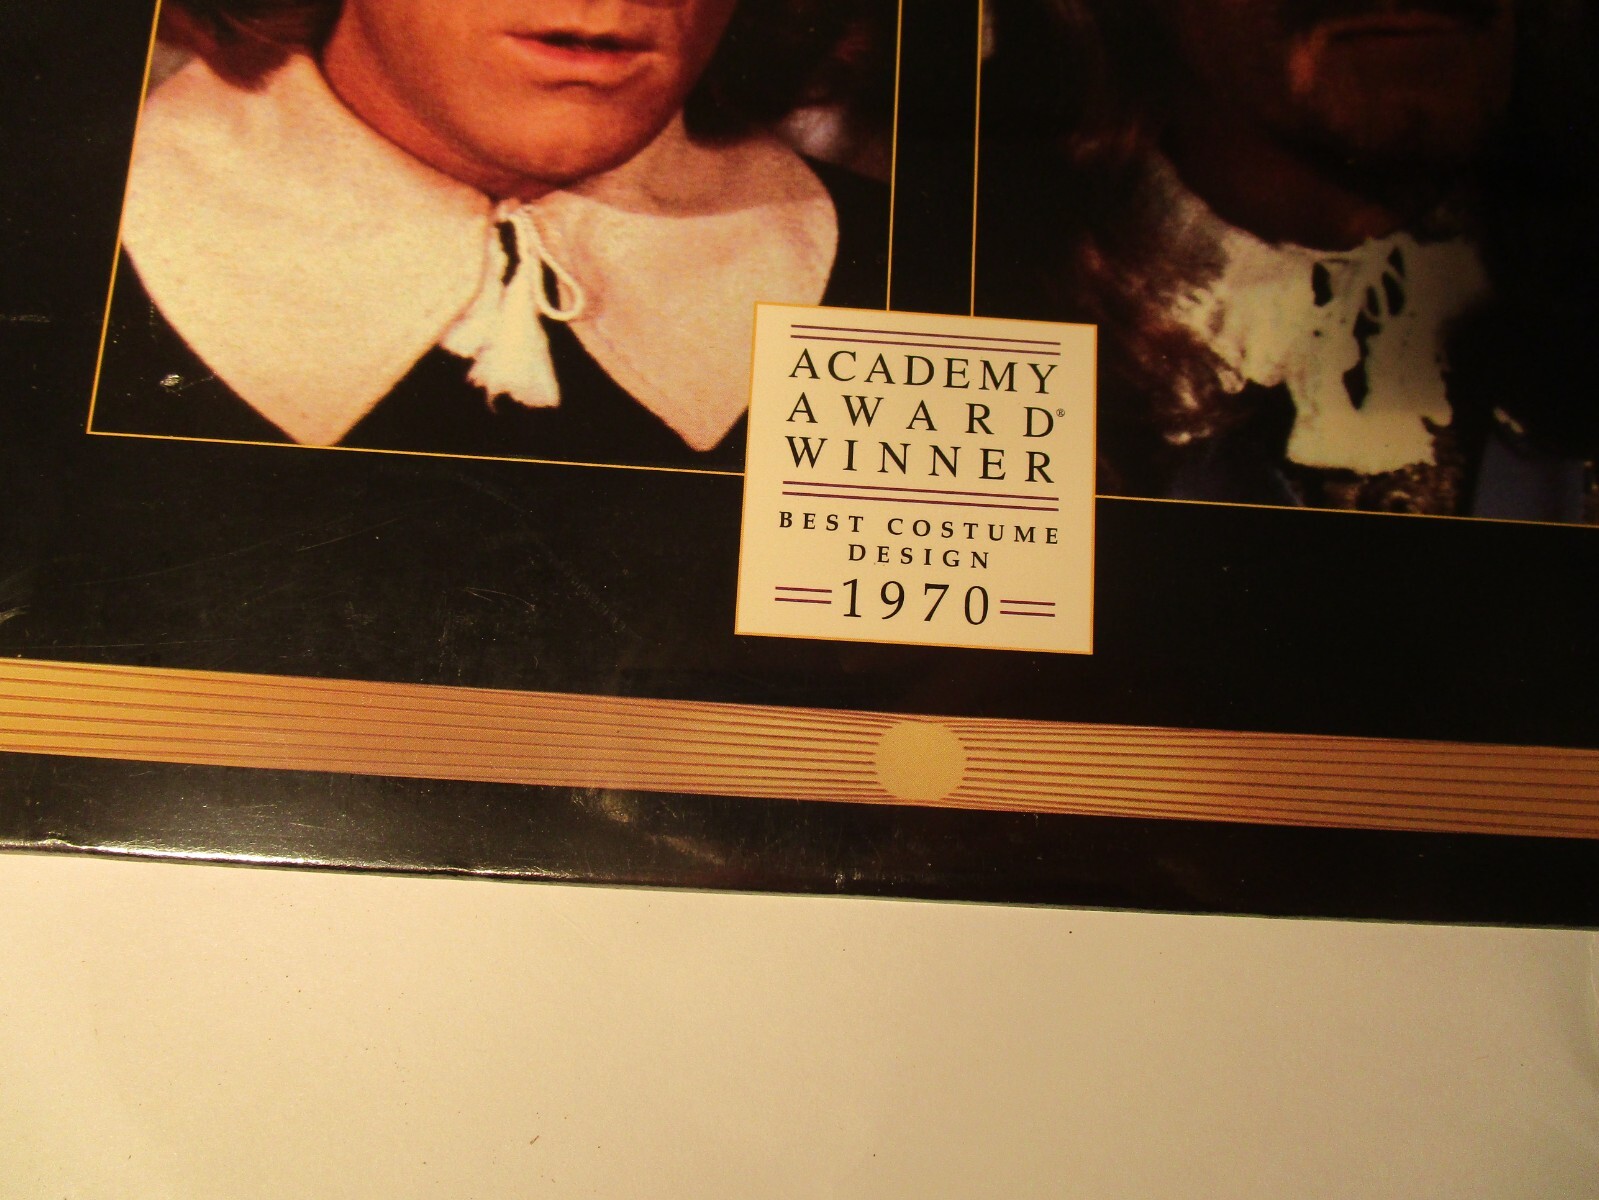 ACADEMY
AWARD®
WINNER
BEST COSTUME
DESIGN
1970